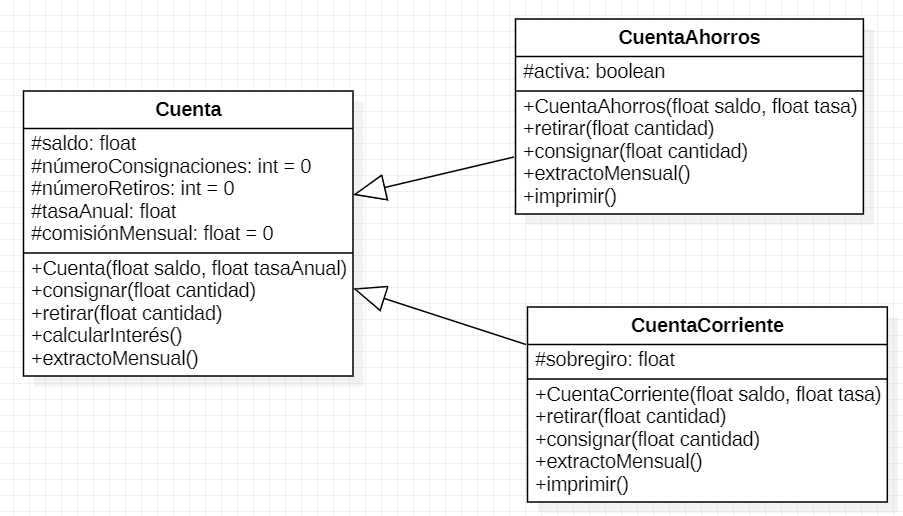 Cuenta
#saldo: float
#númeroConsignaciones: int = 0
#númeroRetiros: int = 0
#tasaAnual: float
#comisiónMensual: float = 0
+Cuenta(float saldo, float tasaAnual)
+consignar(float cantidad)
+retirar(float cantidad)
+calcularInterés()
+extractoMensual()
CuentaAhorros
#activa: boolean
+CuentaAhorros(float saldo, float tasa)
+retirar(float cantidad)
+consignar(float cantidad)
+extractoMensual()
+imprimir()
CuentaCorriente
#sobregiro: float
+CuentaCorriente(float saldo, float tasa)
+retirar(float cantidad)
+consignar(float cantidad)
+extractoMensual()
+imprimir()